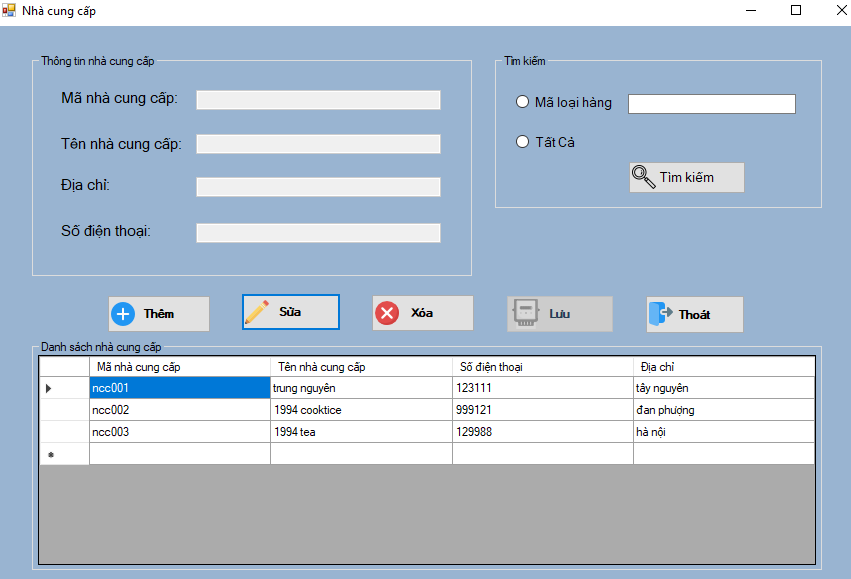 Nhà cung cấp
Thông tin nhà cung cấp
Mã nhà cung cấp:
Tên nhà cung cấp:
Địa chỉ:
Số điện thoại:
Tìm kiếm
Mã loại hàng
Tất Cả
Tìm kiếm
Thêm
Sửa
Xóa
Lưu
Thoát
Danh sách nhà cung cấp
Mã nhà cung cấp Tên nhà cung cấp Số điện thoại Địa chỉ
ncc001 trung nguyên 123111 tây nguyên
ncc002 1994 cooktice 999121 đan phượng
ncc003 1994 tea 129988 hà nội